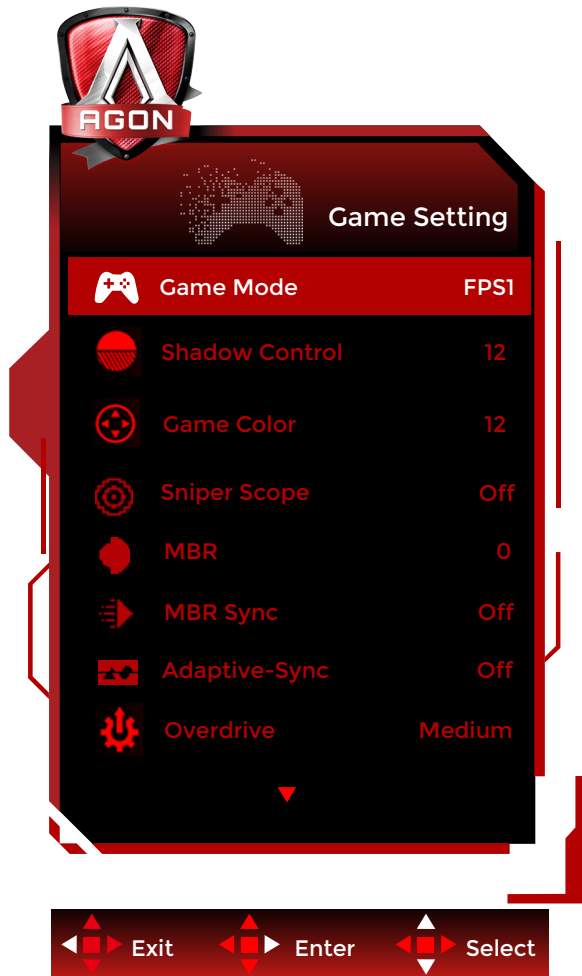 AGON
Game Setting
Game Mode FPS1
Shadow Control 12
Game Color 12
Sniper Scope Off
MBR 0
MBR Sync Off
Adaptive-Sync Off
Overdrive Medium
Exit Enter Select